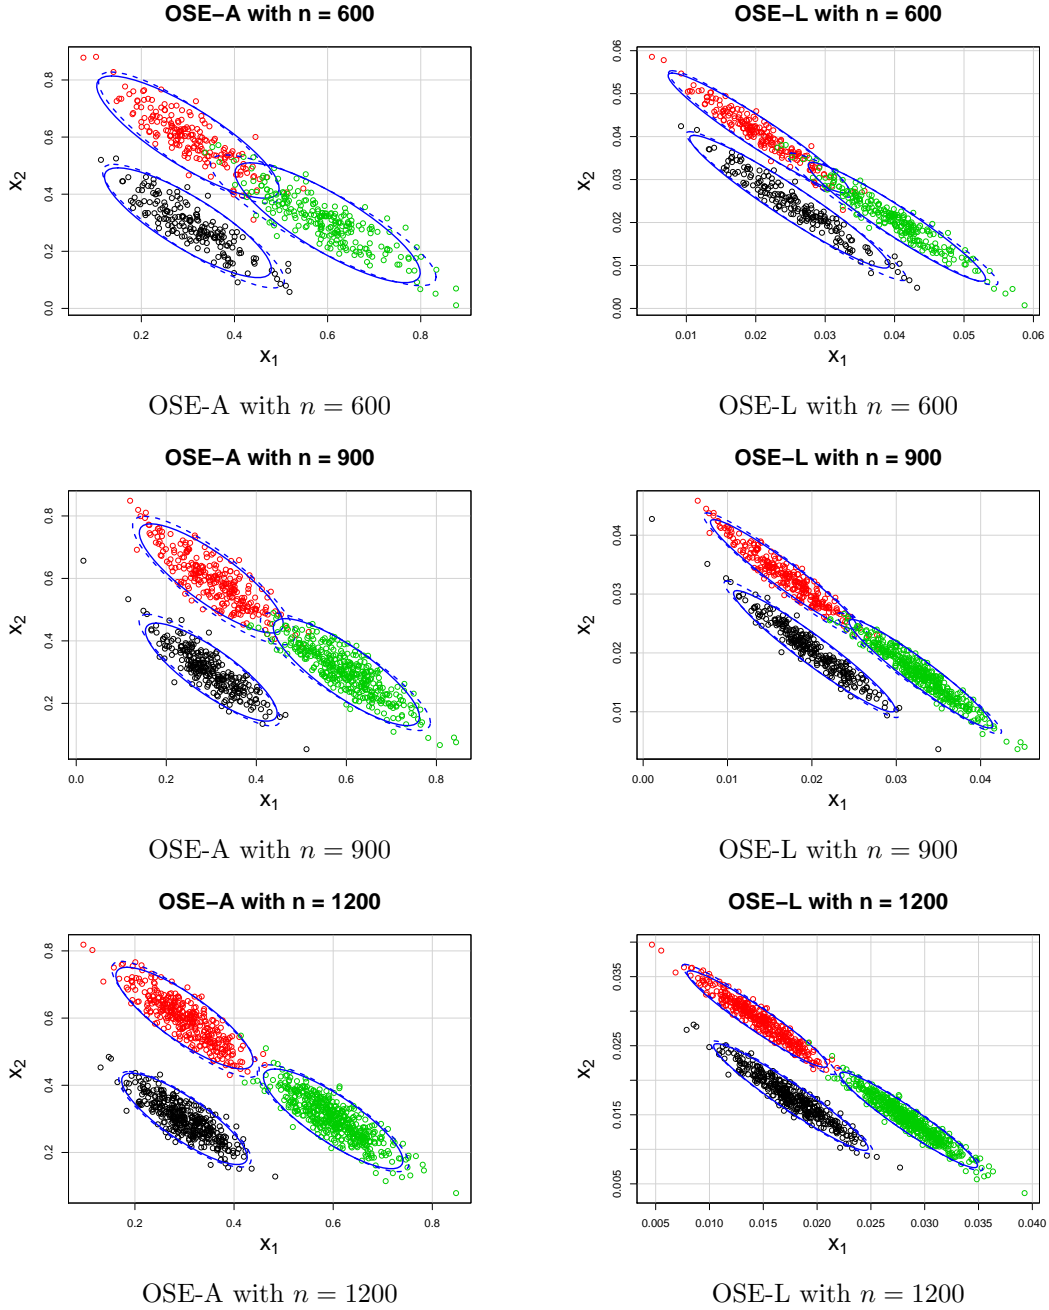 OSE−A with n = 600
0.0 0.2 0.4 0.6 0.8
x2
0.2 0.4 0.6 0.8
x1
OSE-A with n = 600
OSE−L with n = 600
0.00 0.01 0.02 0.03 0.04 0.05 0.06
x2
0.01 0.02 0.03 0.04 0.05 0.06
x1
OSE-L with n = 600
OSE−A with n = 900
0.2 0.4 0.6 0.8
x2
0.0 0.2 0.4 0.6 0.8
x1
OSE-A with n = 900
OSE−L with n = 900
0.01 0.02 0.03 0.04
x2
0.00 0.01 0.02 0.03 0.04
x1
OSE-L with n = 900
OSE−A with n = 1200
0.2 0.4 0.6 0.8
x2
0.2 0.4 0.6 0.8
x1
OSE-A with n = 1200
OSE−L with n = 1200
0.005 0.015 0.025 0.035
x2
0.005 0.010 0.015 0.020 0.025 0.030 0.035 0.040
x1
OSE-L with n = 1200